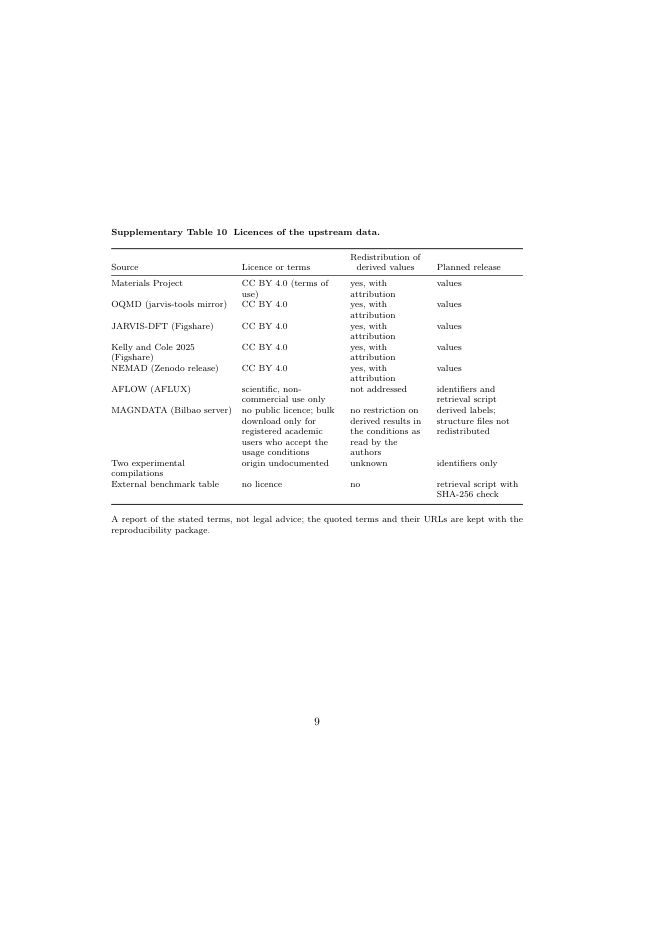 Supplementary Table 10 Licences of the upstream data.
Redistribution of
Source Licence or terms derived values Planned release
Materials Project CC BY 4.0 (terms of yes, with values
use) attribution
OQMD (jarvis-tools mirror) CC BY 4.0 yes, with values
attribution
JARVIS-DFT (Figshare) CC BY 4.0 yes, with values
attribution
Kelly and Cole 2025 CC BY 4.0 yes, with values
(Figshare) attribution
NEMAD (Zenodo release) CC BY 4.0 yes, with values
attribution
AFLOW (AFLUX) scientific, non- not addressed identifiers and
commercial use only retrieval script
MAGNDATA (Bilbao server) no public licence; bulk no restriction on derived labels;
download only for derived results in structure files not
registered academic the conditions as redistributed
users who accept the read by the
usage conditions authors
Two experimental origin undocumented unknown identifiers only
compilations
External benchmark table no licence no retrieval script with
SHA-256 check
A report of the stated terms, not legal advice; the quoted terms and their URLs are kept with the
reproducibility package.
9